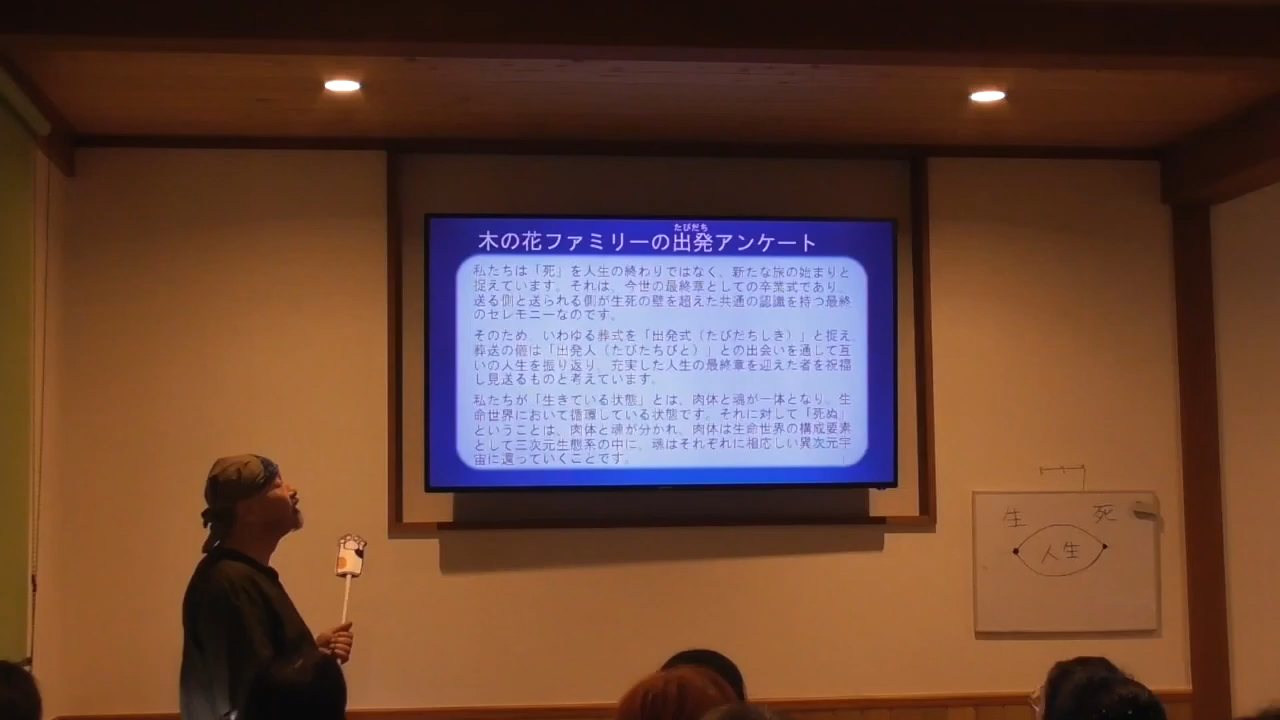 たびだち
木の花ファミリーの出発アンケート
私たちは「死」を人生の終わりではなく、新たな旅の始まりと
捉えています。それは、今世の最終章としての卒業式であり、
送る側と送られる側が生死の壁を超えた共通の認識を持つ最終
のセレモニーなのです。
そのため、いわゆる葬式を「出発式（たびだちしき）」と捉え、
葬送の儀は「出発人（たびたちびと）」との出会いを通して互
いの人生を振り返り、充実した人生の最終章を迎えた者を祝福
し見送るものと考えています。
私たちが「生きている状態」とは、肉体と魂が一体となり、生
命世界において循環している状態です。それに対して「死ぬ」
ということは、肉体と魂が分かれ、肉体は生命世界の構成要素
として三次元生態系の中に、魂はそれぞれに相応しい異次元宇
宙に還っていくことです。
生 死
人生